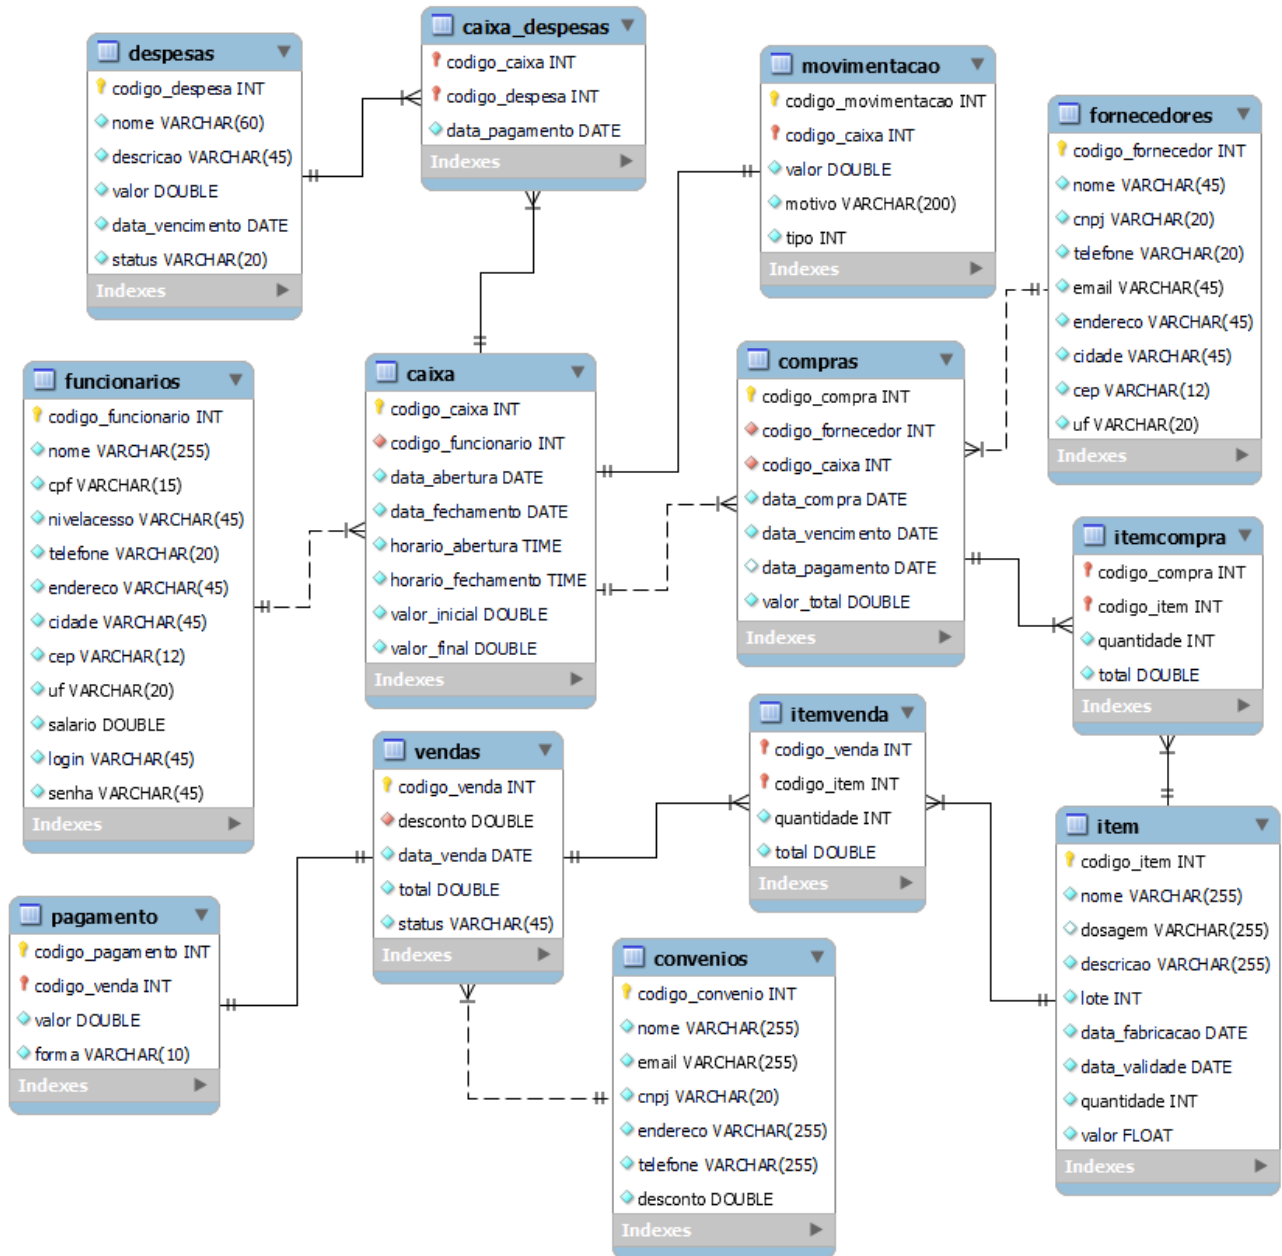 despesas
codigo_despesa INT
nome VARCHAR(60)
descricao VARCHAR(45)
valor DOUBLE
data_vencimento DATE
status VARCHAR(20)
Indexes
caixa_despesas
codigo_caixa INT
codigo_despesa INT
data_pagamento DATE
Indexes
movimentacao
codigo_movimentacao INT
codigo_caixa INT
valor DOUBLE
motivo VARCHAR(200)
tipo INT
Indexes
fornecedores
codigo_fornecedor INT
nome VARCHAR(45)
cnpj VARCHAR(20)
telefone VARCHAR(20)
email VARCHAR(45)
endereco VARCHAR(45)
cidade VARCHAR(45)
cep VARCHAR(12)
uf VARCHAR(20)
Indexes
funcionarios
codigo_funcionario INT
nome VARCHAR(255)
cpf VARCHAR(15)
nivelacesso VARCHAR(45)
telefone VARCHAR(20)
endereco VARCHAR(45)
cidade VARCHAR(45)
cep VARCHAR(12)
uf VARCHAR(20)
salario DOUBLE
login VARCHAR(45)
senha VARCHAR(45)
Indexes
caixa
codigo_caixa INT
codigo_funcionario INT
data_abertura DATE
data_fechamento DATE
horario_abertura TIME
horario_fechamento TIME
valor_inicial DOUBLE
valor_final DOUBLE
Indexes
compras
codigo_compra INT
codigo_fornecedor INT
codigo_caixa INT
data_compra DATE
data_vencimento DATE
data_pagamento DATE
valor_total DOUBLE
Indexes
itemcompra
codigo_compra INT
codigo_item INT
quantidade INT
total DOUBLE
Indexes
vendas
codigo_venda INT
desconto DOUBLE
data_venda DATE
total DOUBLE
status VARCHAR(45)
Indexes
itemvenda
codigo_venda INT
codigo_item INT
quantidade INT
total DOUBLE
Indexes
item
codigo_item INT
nome VARCHAR(255)
dosagem VARCHAR(255)
descricao VARCHAR(255)
lote INT
data_fabricacao DATE
data_validade DATE
quantidade INT
valor FLOAT
Indexes
pagamento
codigo_pagamento INT
codigo_venda INT
valor DOUBLE
forma VARCHAR(10)
Indexes
convenios
codigo_convenio INT
nome VARCHAR(255)
email VARCHAR(255)
cnpj VARCHAR(20)
endereco VARCHAR(255)
telefone VARCHAR(255)
desconto DOUBLE
Indexes